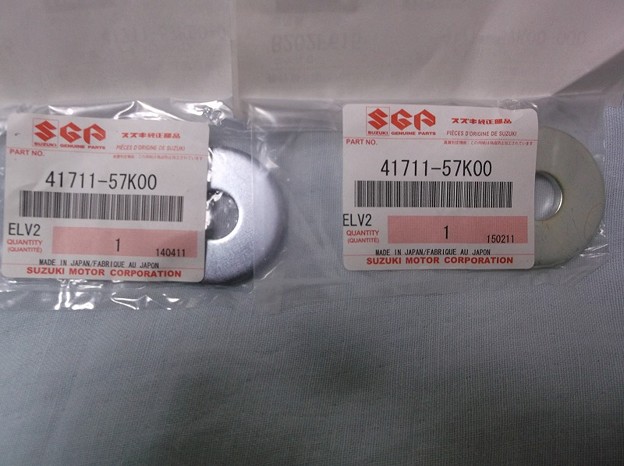 SGP
スズキ純正部品
SUZUKI GENUINE PARTS
PIÈCES D'ORIGINE DE SUZUKI
PART NO.
41711-57K00
ELV2
QUANTITY
(QUANTITÉ)
1
140411
MADE IN JAPAN/FABRIQUE AU JAPON
SUZUKI MOTOR CORPORATION
SGP
スズキ純正部品
SUZUKI GENUINE PARTS
PIÈCES D'ORIGINE DE SUZUKI
PART NO.
41711-57K00
ELV2
QUANTITY
(QUANTITÉ)
1
150211
MADE IN JAPAN/FABRIQUE AU JAPON
SUZUKI MOTOR CORPORATION